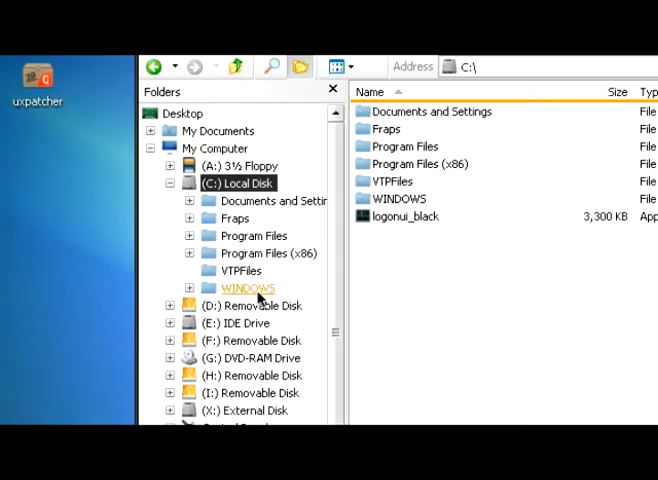 uxpatcher
Address C:\
Folders
Desktop
My Documents
My Computer
(A:) 3½ Floppy
(C:) Local Disk
Documents and Settin
Fraps
Program Files
Program Files (x86)
VTPFiles
WINDOWS
(D:) Removable Disk
(E:) IDE Drive
(F:) Removable Disk
(G:) DVD-RAM Drive
(H:) Removable Disk
(I:) Removable Disk
(X:) External Disk
Name Size Typ
Documents and Settings File
Fraps File
Program Files File
Program Files (x86) File
VTPFiles File
WINDOWS File
logonui_black 3,300 KB App